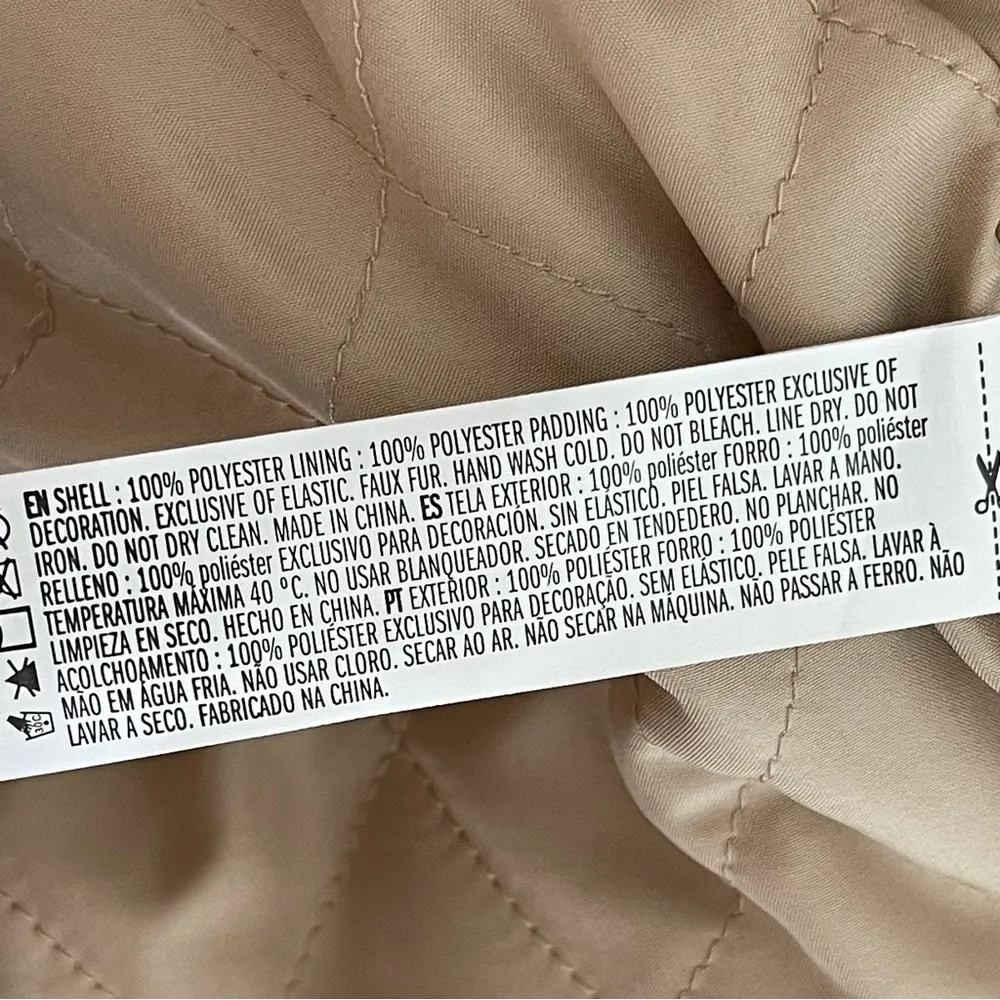 EN SHELL : 100% POLYESTER LINING : 100% POLYESTER PADDING : 100% POLYESTER EXCLUSIVE OF
DECORATION. EXCLUSIVE OF ELASTIC. FAUX FUR. HAND WASH COLD. DO NOT BLEACH. LINE DRY. DO NOT
IRON. DO NOT DRY CLEAN. MADE IN CHINA. ES TELA EXTERIOR : 100% poliéster FORRO : 100% poliéster
RELLENO : 100% poliéster EXCLUSIVO PARA DECORACIÓN. SIN ELÁSTICO. PIEL FALSA. LAVAR A MANO.
TEMPERATURA MÁXIMA 40 ºC. NO USAR BLANQUEADOR. SECADO EN TENDEDERO. NO PLANCHAR. NO
LIMPIEZA EN SECO. HECHO EN CHINA. PT EXTERIOR : 100% POLIÉSTER FORRO : 100% POLIÉSTER
ACOLCHOAMENTO : 100% POLIÉSTER EXCLUSIVO PARA DECORAÇÃO. SEM ELÁSTICO. PELE FALSA. LAVAR À
MÃO EM ÁGUA FRIA. NÃO USAR CLORO. SECAR AO AR. NÃO SECAR NA MÁQUINA. NÃO PASSAR A FERRO. NÃO
LAVAR A SECO. FABRICADO NA CHINA.
30C